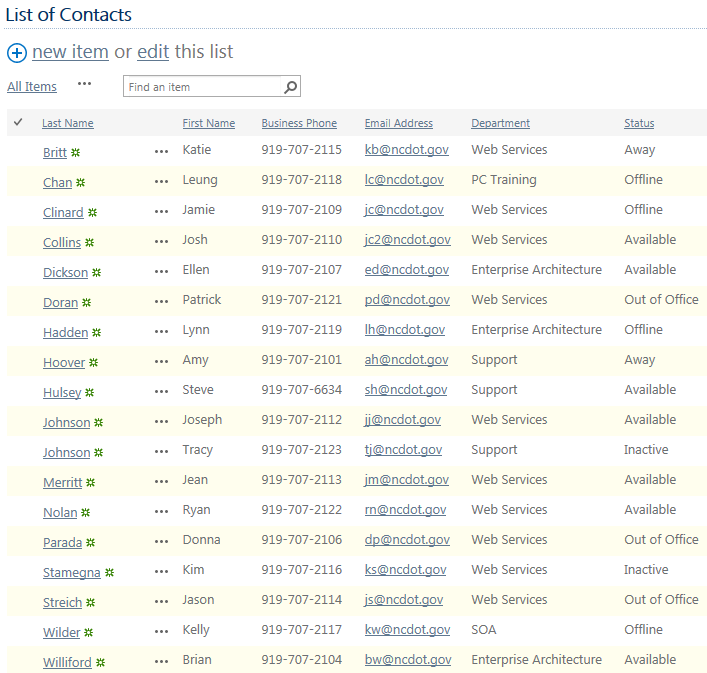 List of Contacts
new item or edit this list
All Items ••• Find an item
Last Name First Name Business Phone Email Address Department Status
Britt ••• Katie 919-707-2115 kb@ncdot.gov Web Services Away
Chan ••• Leung 919-707-2118 lc@ncdot.gov PC Training Offline
Clinard ••• Jamie 919-707-2109 jc@ncdot.gov Web Services Offline
Collins ••• Josh 919-707-2110 jc2@ncdot.gov Web Services Available
Dickson ••• Ellen 919-707-2107 ed@ncdot.gov Enterprise Architecture Available
Doran ••• Patrick 919-707-2121 pd@ncdot.gov Web Services Out of Office
Hadden ••• Lynn 919-707-2119 lh@ncdot.gov Enterprise Architecture Offline
Hoover ••• Amy 919-707-2101 ah@ncdot.gov Support Away
Hulsey ••• Steve 919-707-6634 sh@ncdot.gov Support Available
Johnson ••• Joseph 919-707-2112 jj@ncdot.gov Web Services Available
Johnson ••• Tracy 919-707-2123 tj@ncdot.gov Support Inactive
Merritt ••• Jean 919-707-2113 jm@ncdot.gov Web Services Available
Nolan ••• Ryan 919-707-2122 rn@ncdot.gov Web Services Available
Parada ••• Donna 919-707-2106 dp@ncdot.gov Web Services Out of Office
Stamegna ••• Kim 919-707-2116 ks@ncdot.gov Web Services Inactive
Streich ••• Jason 919-707-2114 js@ncdot.gov Web Services Out of Office
Wilder ••• Kelly 919-707-2117 kw@ncdot.gov SOA Offline
Williford ••• Brian 919-707-2104 bw@ncdot.gov Enterprise Architecture Available